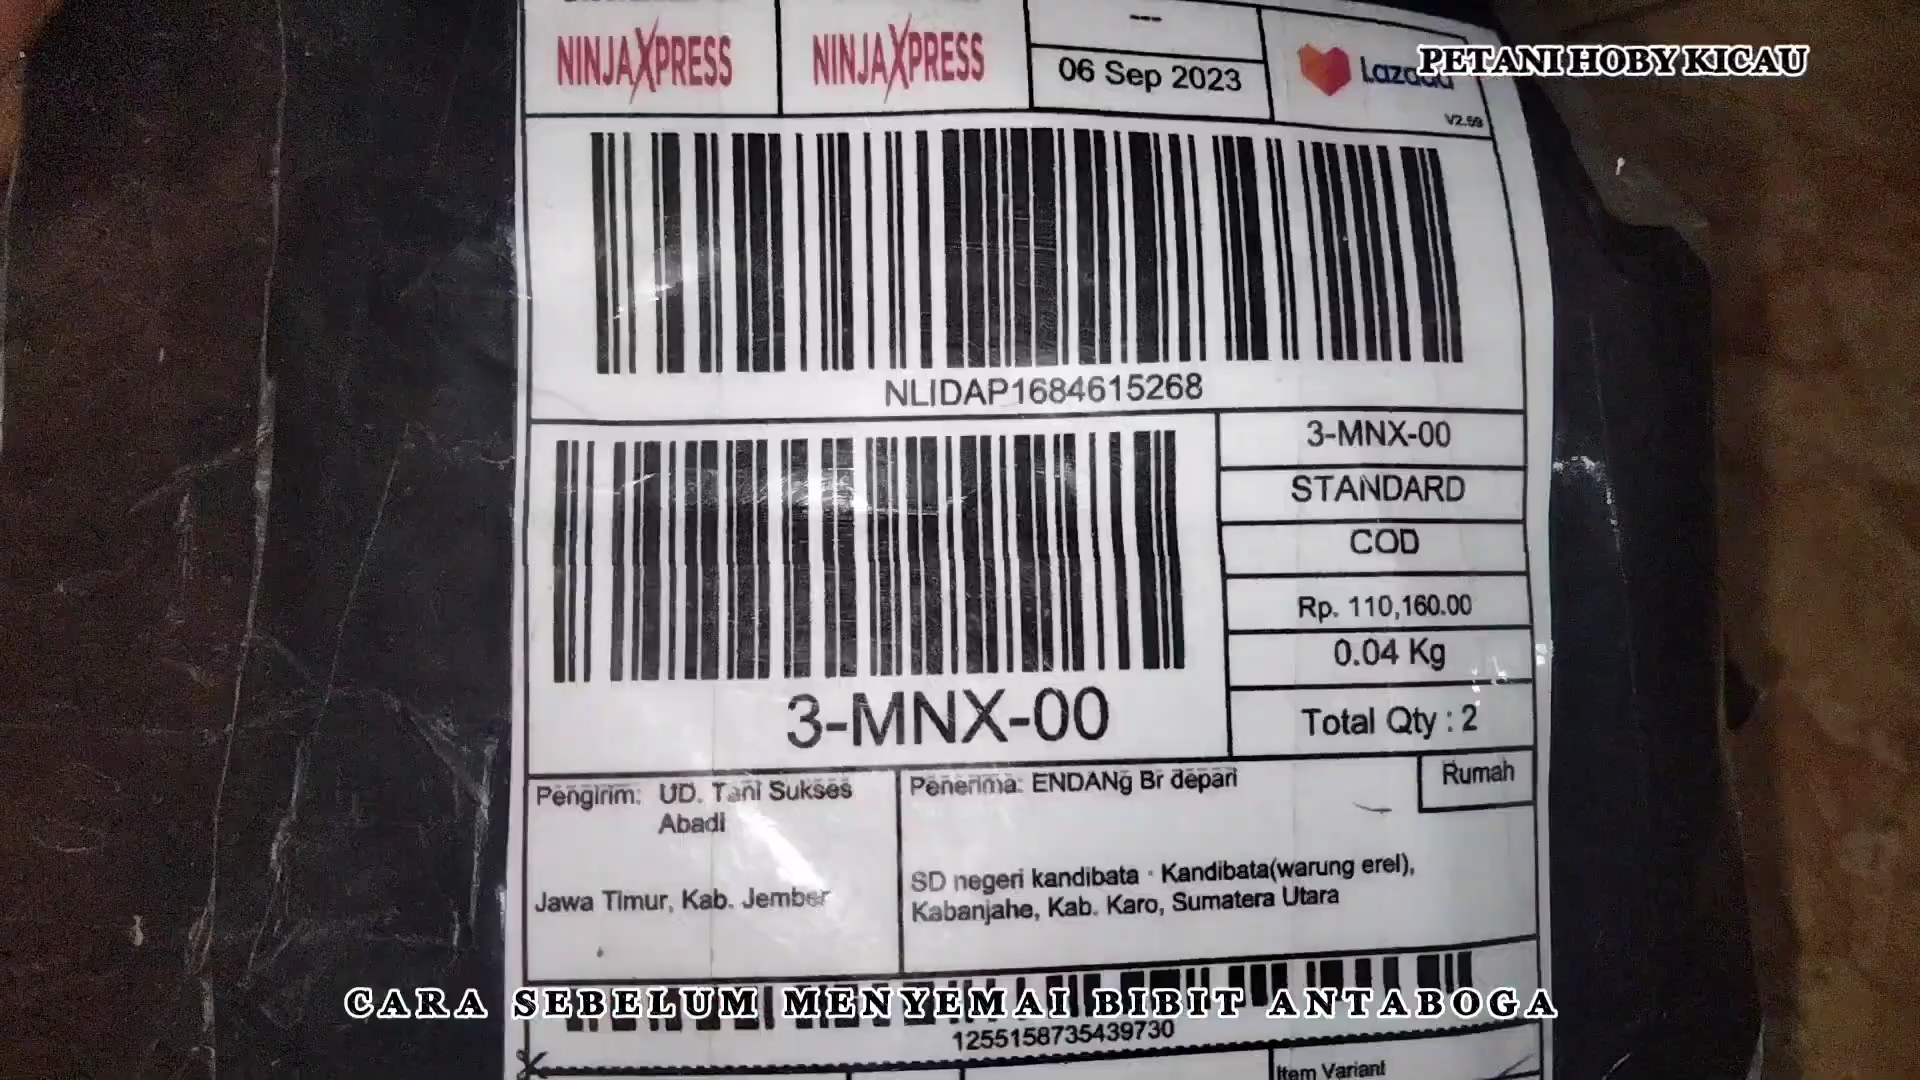 NINJAXPRESS
NINJAXPRESS
---
06 Sep 2023
Lazada
PETANI HOBY KICAU
V2.59
NLIDAP1684615268
3-MNX-00
STANDARD
COD
Rp. 110,160.00
0.04 Kg
Total Qty : 2
3-MNX-00
Pengirim: UD. Tani Sukses
Abadi
Jawa Timur, Kab. Jember
Penerima: ENDANg Br depari
Rumah
SD negeri kandibata - Kandibata(warung erel),
Kabanjahe, Kab. Karo, Sumatera Utara
CARA SEBELUM MENYEMAI BIBIT ANTABOGA
1255158735439730
Item Variant